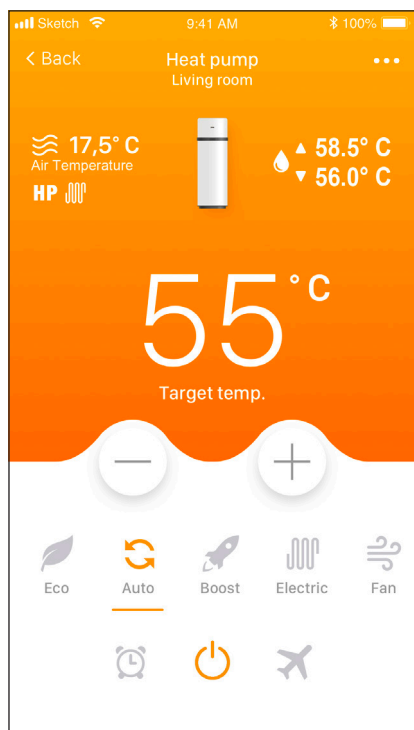 Sketch 9:41 AM 100%
Back
Heat pump
Living room
•••
17,5° C
Air Temperature
HP
▲ 58.5° C
▼ 56.0° C
55°C
Target temp.
Eco Auto Boost Electric Fan